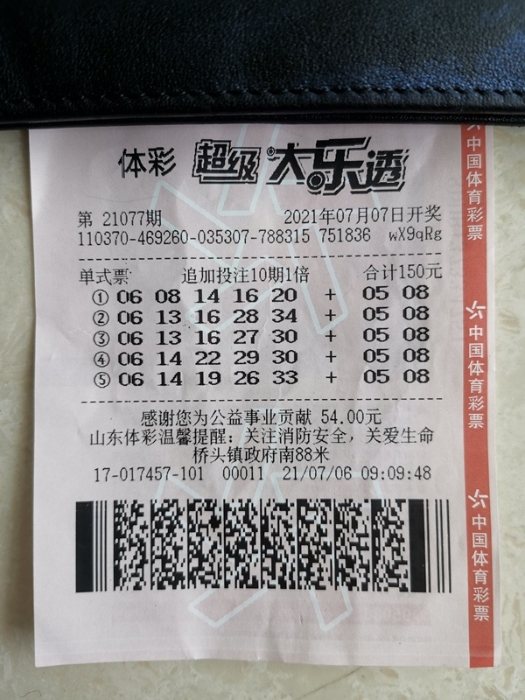 体彩 超级大乐透
第 21077期 2021年07月07日开奖
110370-469260-035307-788315 751836 wX9qRg
单式票 追加投注10期1倍 合计150元
① 06 08 14 16 20 + 05 08
② 06 13 16 28 34 + 05 08
③ 06 13 16 27 30 + 05 08
④ 06 14 22 29 30 + 05 08
⑤ 06 14 19 26 33 + 05 08
感谢您为公益事业贡献 54.00元
山东体彩温馨提醒：关注消防安全，关爱生命
桥头镇政府南88米
17-017457-101 00011 21/07/06 09:09:48
中国体育彩票
中国体育彩票
中国体育彩票